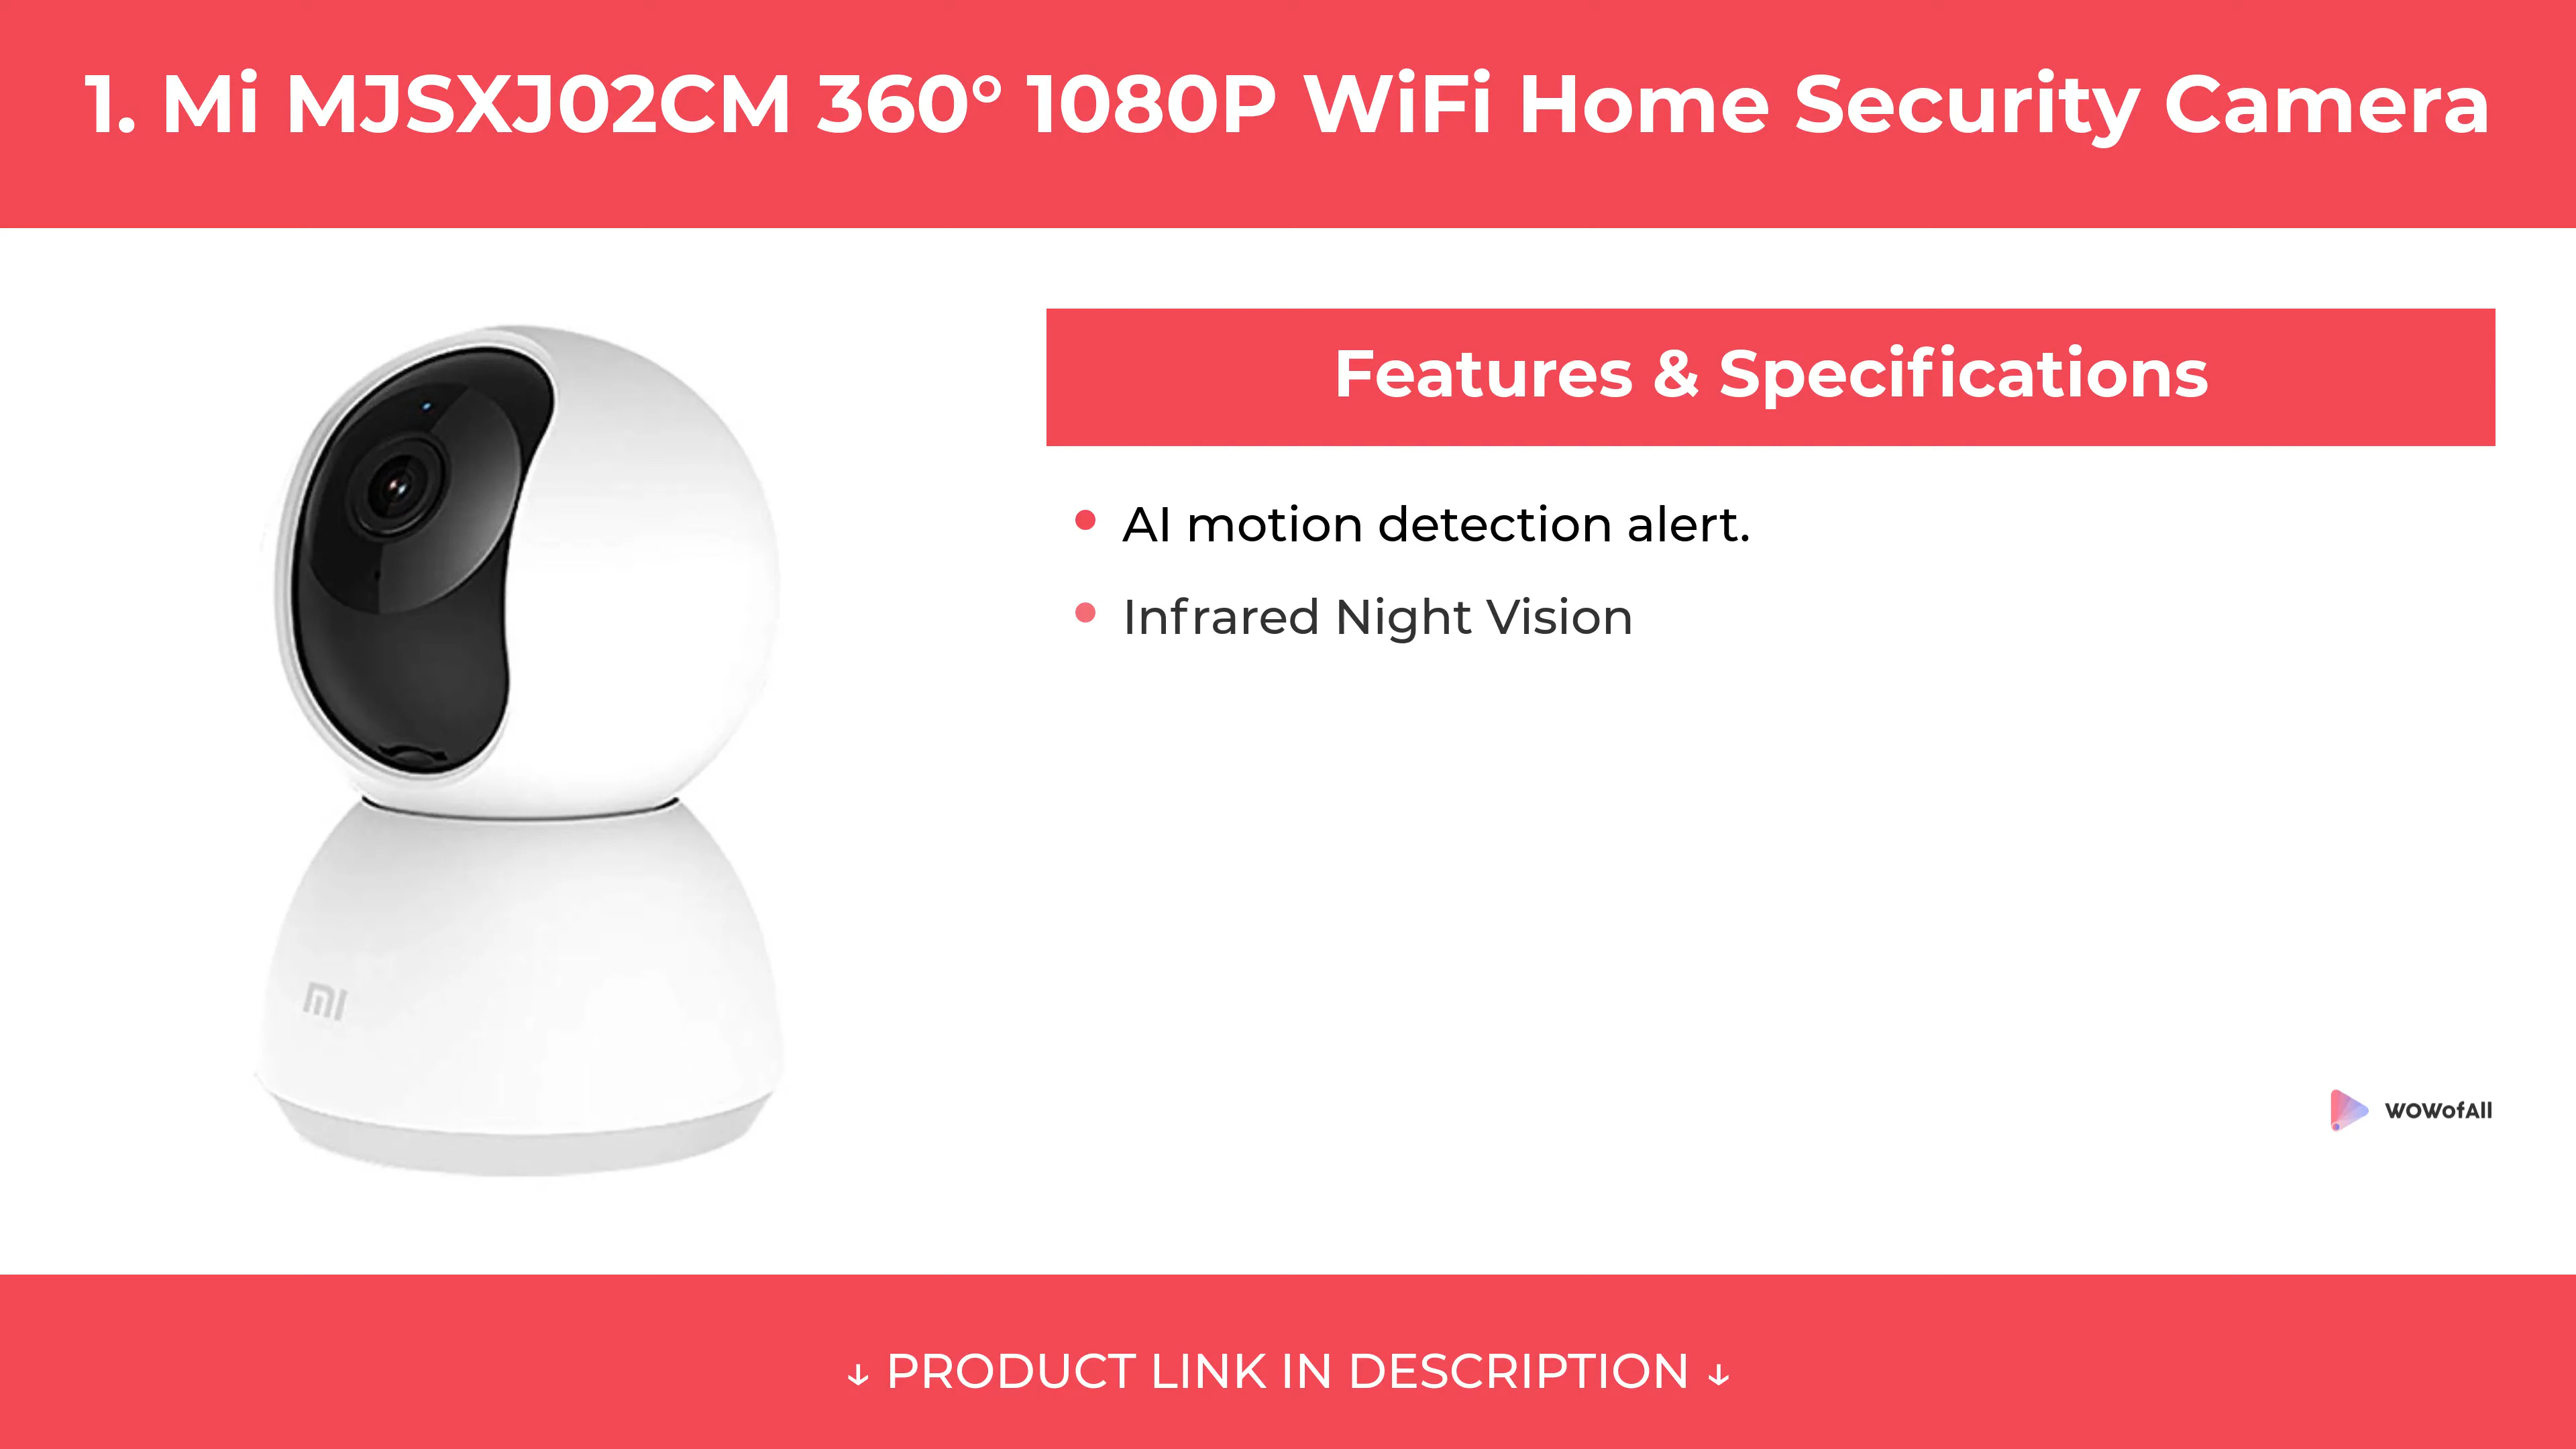 1. Mi MJSXJ02CM 360° 1080P WiFi Home Security Camera
Features & Specifications
• AI motion detection alert.
• Infrared Night Vision
mi
WOWofAll
↓ PRODUCT LINK IN DESCRIPTION ↓